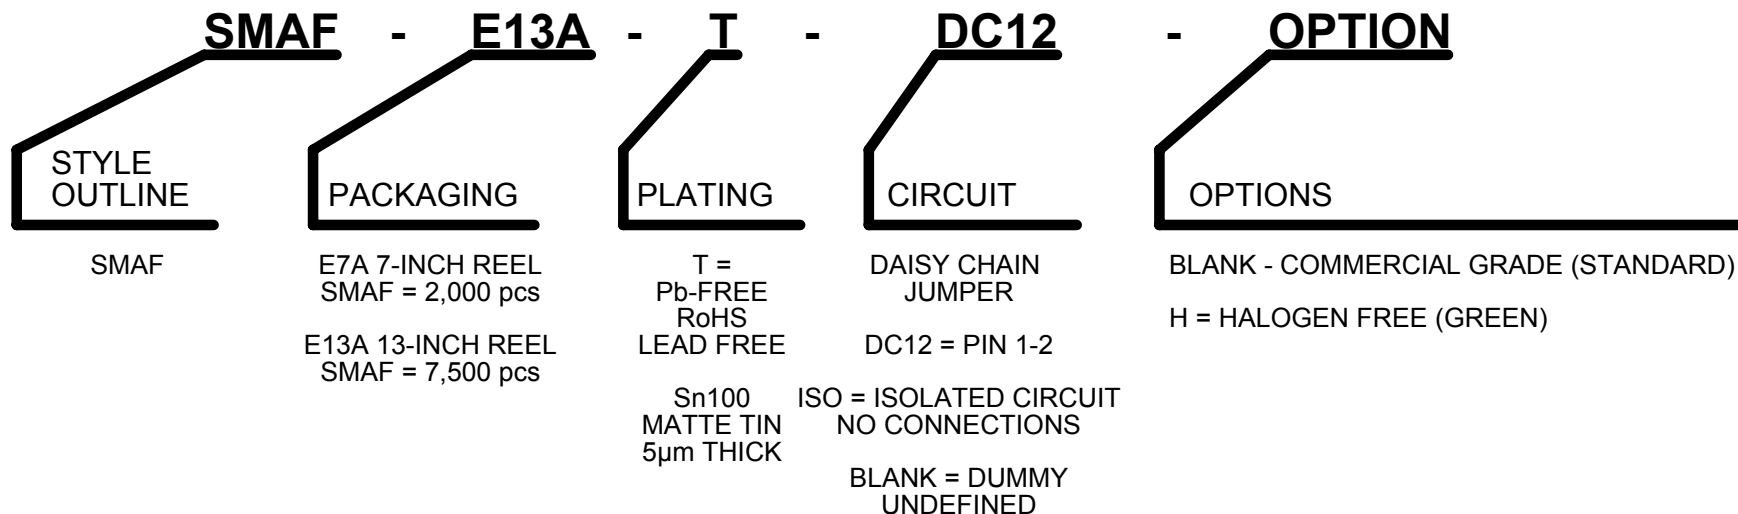 SMAF - E13A - T - DC12 - OPTION
STYLE
OUTLINE
PACKAGING
PLATING
CIRCUIT
OPTIONS
SMAF
E7A 7-INCH REEL
SMAF = 2,000 pcs
E13A 13-INCH REEL
SMAF = 7,500 pcs
T =
Pb-FREE
RoHS
LEAD FREE
Sn100
MATTE TIN
5µm THICK
DAISY CHAIN
JUMPER
DC12 = PIN 1-2
ISO = ISOLATED CIRCUIT
NO CONNECTIONS
BLANK = DUMMY
UNDEFINED
BLANK - COMMERCIAL GRADE (STANDARD)
H = HALOGEN FREE (GREEN)